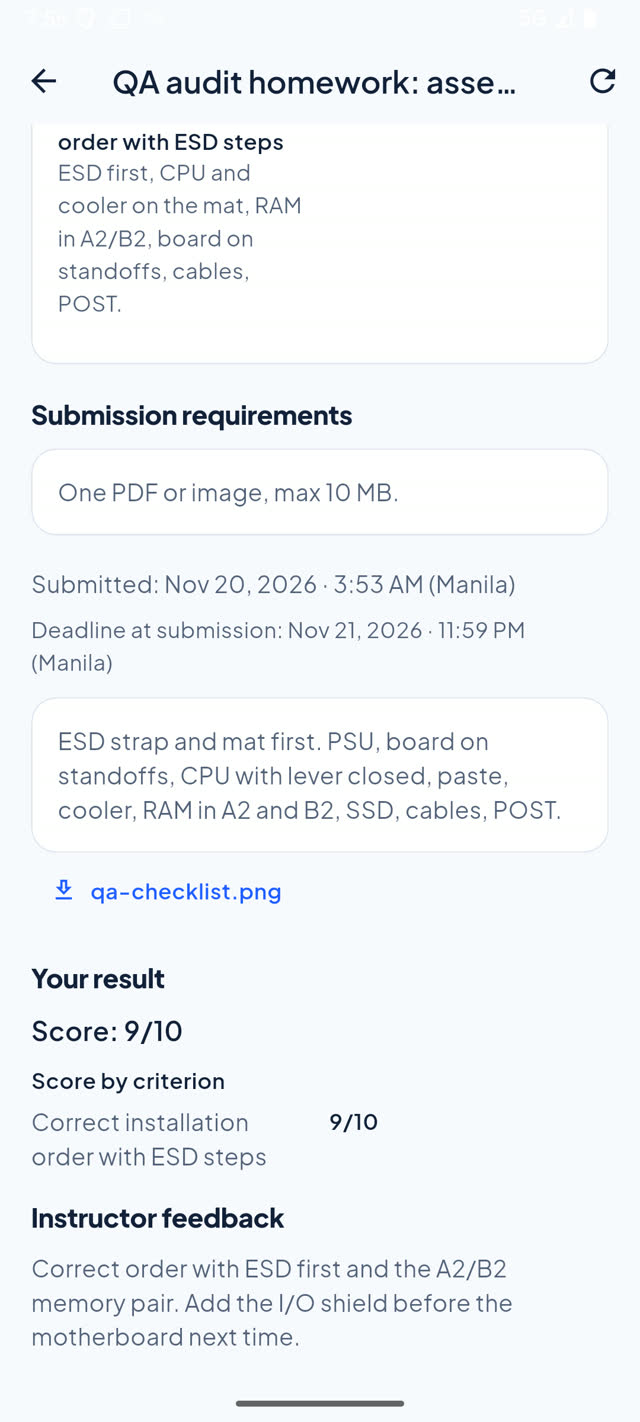 QA audit homework: asse...
order with ESD steps
ESD first, CPU and
cooler on the mat, RAM
in A2/B2, board on
standoffs, cables,
POST.
Submission requirements
One PDF or image, max 10 MB.
Submitted: Nov 20, 2026 · 3:53 AM (Manila)
Deadline at submission: Nov 21, 2026 · 11:59 PM
(Manila)
ESD strap and mat first. PSU, board on
standoffs, CPU with lever closed, paste,
cooler, RAM in A2 and B2, SSD, cables, POST.
qa-checklist.png
Your result
Score: 9/10
Score by criterion
Correct installation 9/10
order with ESD steps
Instructor feedback
Correct order with ESD first and the A2/B2
memory pair. Add the I/O shield before the
motherboard next time.